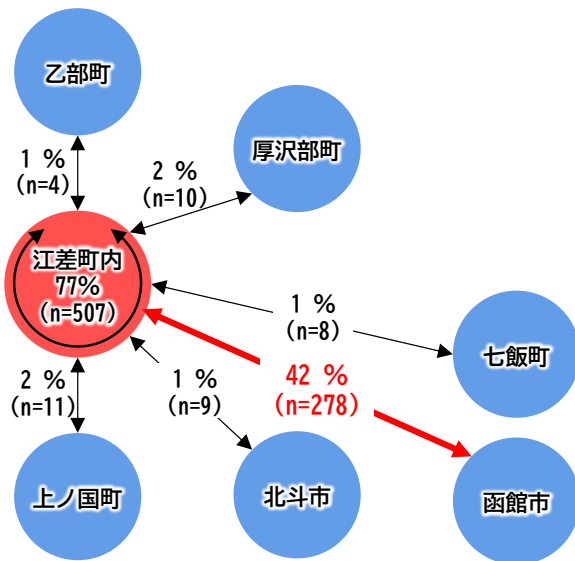 乙部町
1 %
(n=4)
厚沢部町
2 %
(n=10)
江差町内
77%
(n=507)
1 %
(n=8)
七飯町
42 %
(n=278)
2 %
(n=11)
1 %
(n=9)
上ノ国町
北斗市
函館市